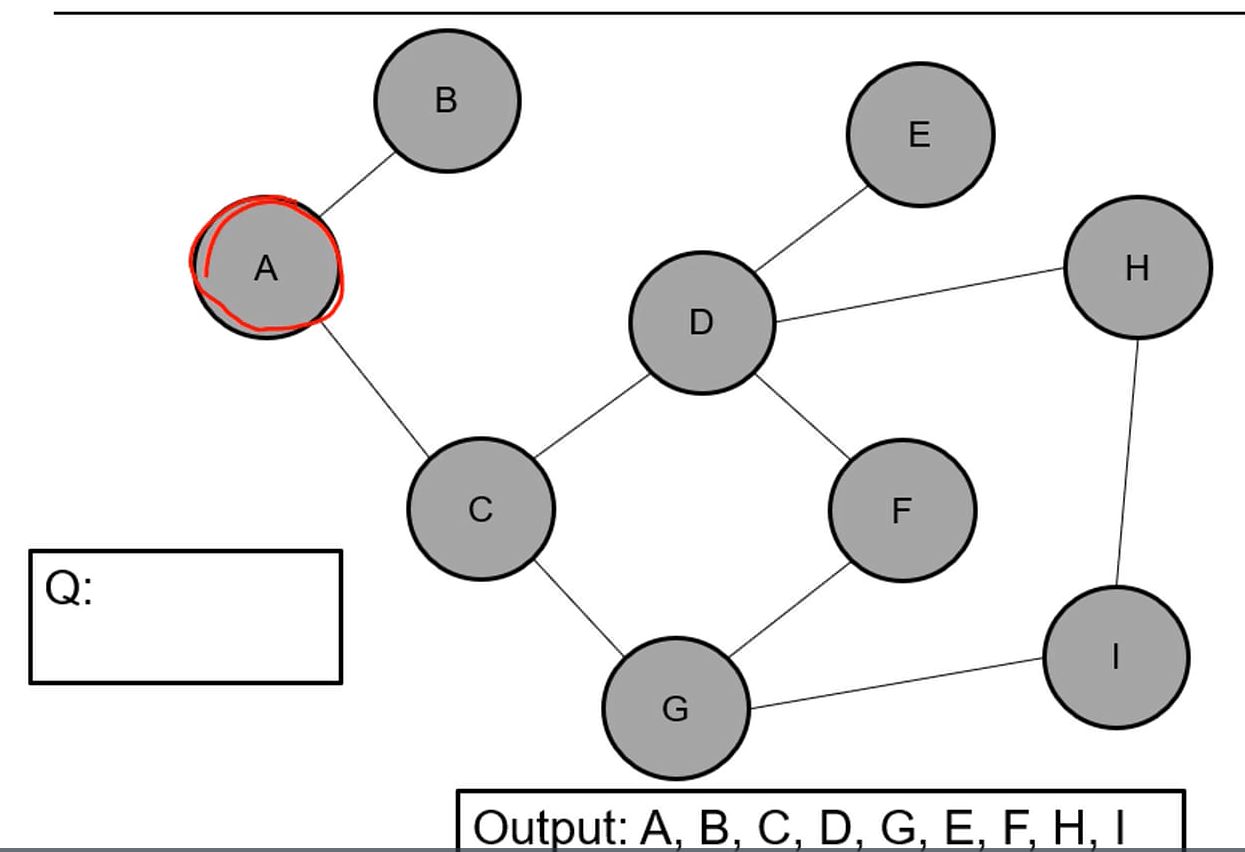 B
E
A
H
D
C
F
Q:
I
G
Output: A, B, C, D, G, E, F, H, I